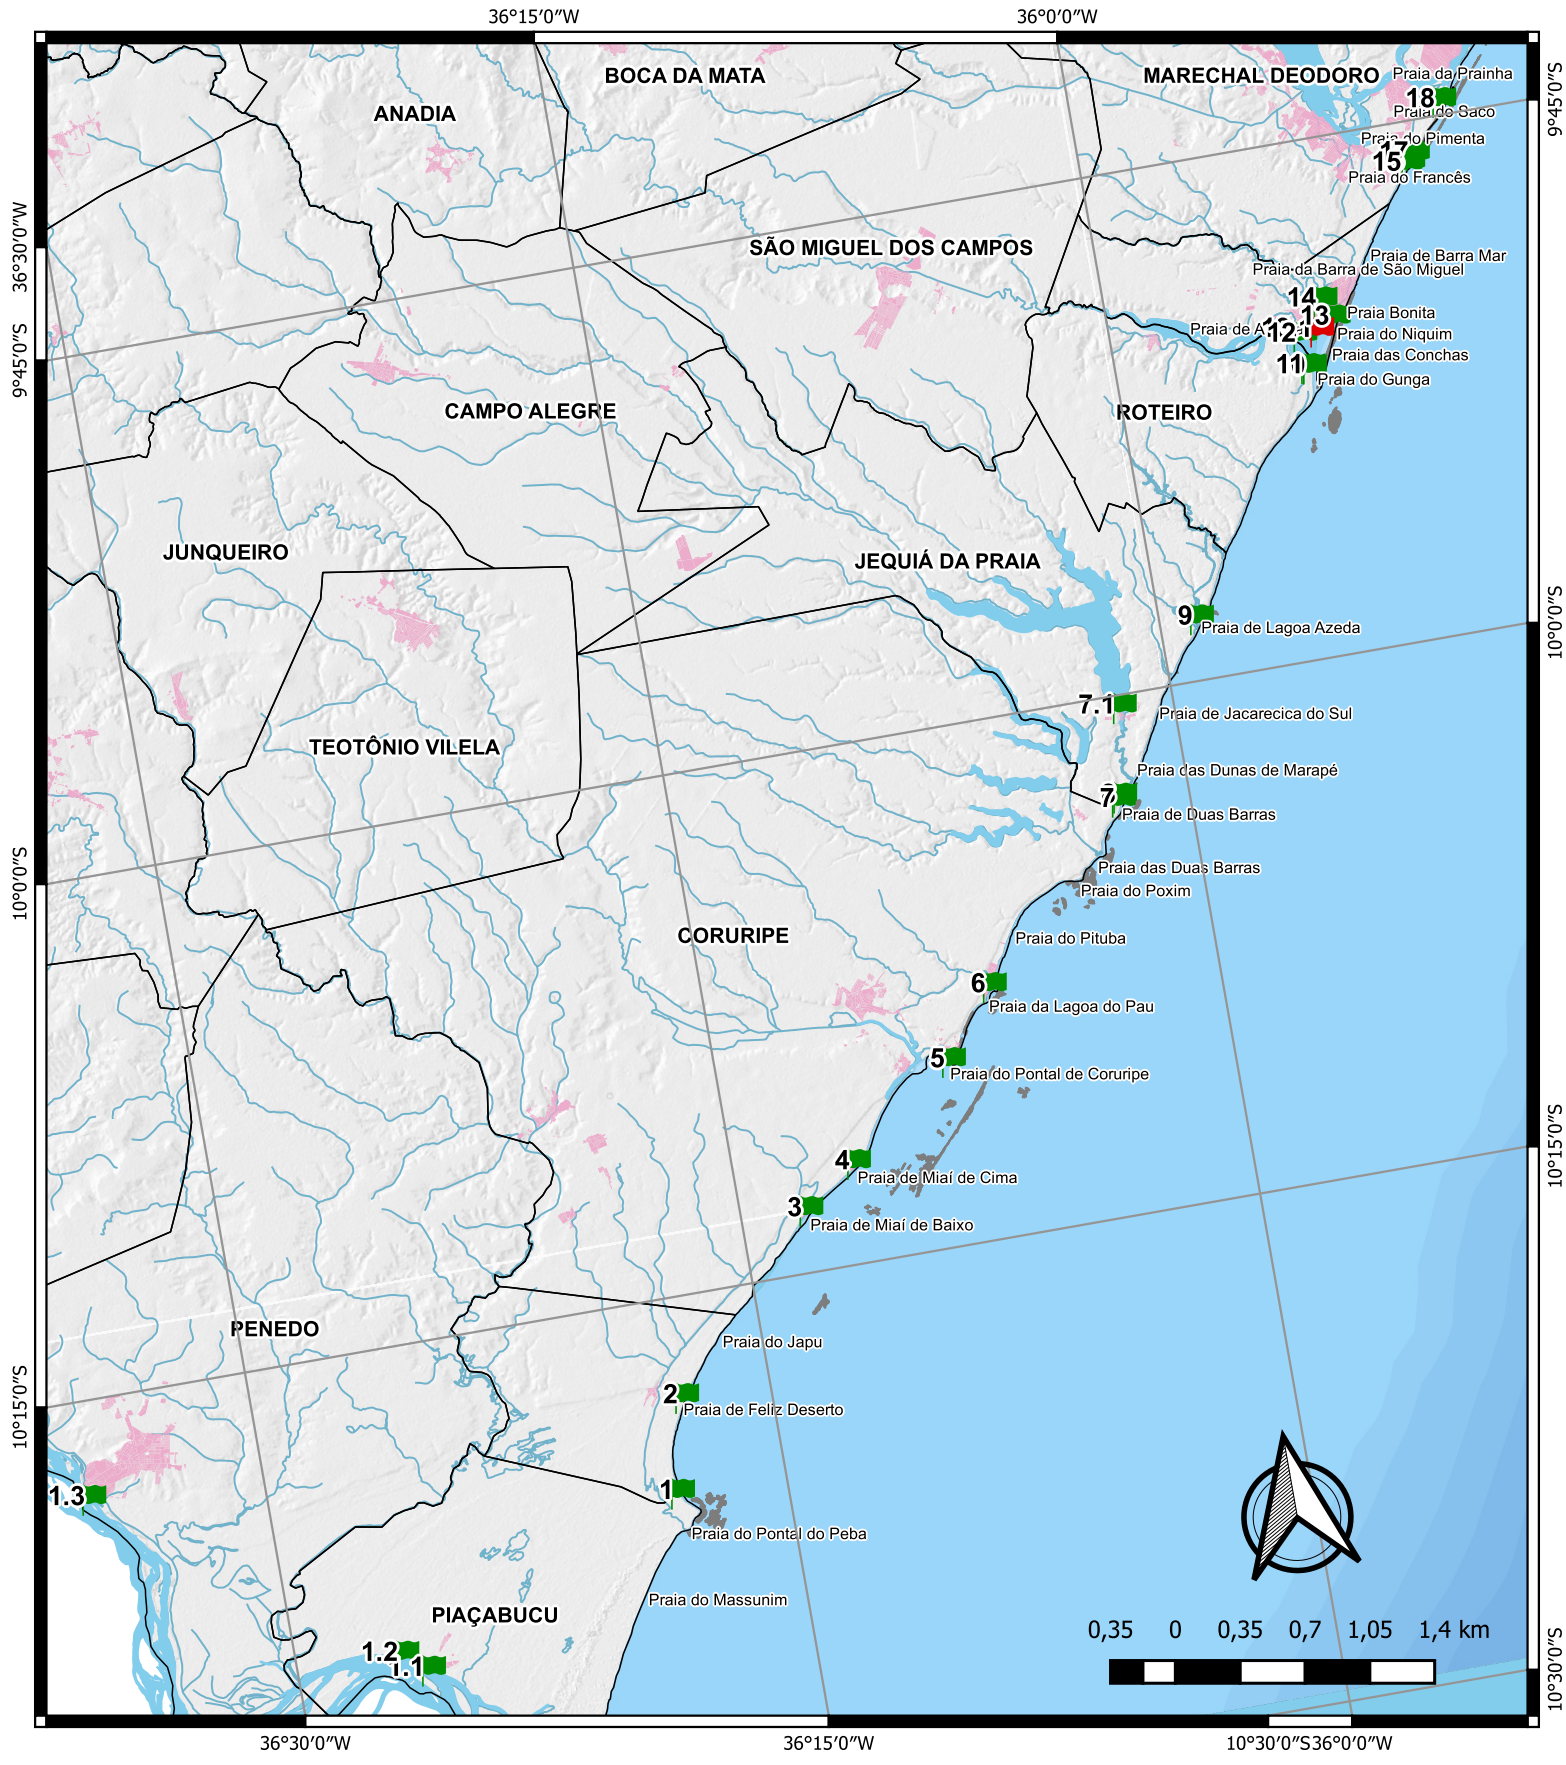 36°15'0"W
36°0'0"W
BOCA DA MATA
MARECHAL DEODORO
Praia da Prainha
ANADIA
18
Praia do Saco
9°45'0"S
Praia do Pimenta
17
15
Praia do Francês
36°30'0"W
SÃO MIGUEL DOS CAMPOS
Praia de Barra Mar
Praia da Barra de São Miguel
14
13
Praia Bonita
Praia de
12
Praia do Niquim
9°45'0"S
11
Praia das Conchas
Praia do Gunga
CAMPO ALEGRE
ROTEIRO
JUNQUEIRO
JEQUIÁ DA PRAIA
9
Praia de Lagoa Azeda
10°0'0"S
7.1
Praia de Jacarecica do Sul
TEOTÔNIO VILELA
Praia das Dunas de Marapé
7
Praia de Duas Barras
Praia das Duas Barras
Praia do Poxim
10°0'0"S
CORURIPE
Praia do Pituba
6
Praia da Lagoa do Pau
5
Praia do Pontal de Coruripe
10°15'0"S
4
Praia de Miaí de Cima
3
Praia de Miaí de Baixo
PENEDO
Praia do Japu
10°15'0"S
2
Praia de Feliz Deserto
1
1.3
Praia do Pontal do Peba
Praia do Massunim
PIAÇABUCU
1.2
1.1
0,35 0 0,35 0,7 1,05 1,4 km
10°30'0"S
36°30'0"W
36°15'0"W
10°30'0"S
36°0'0"W